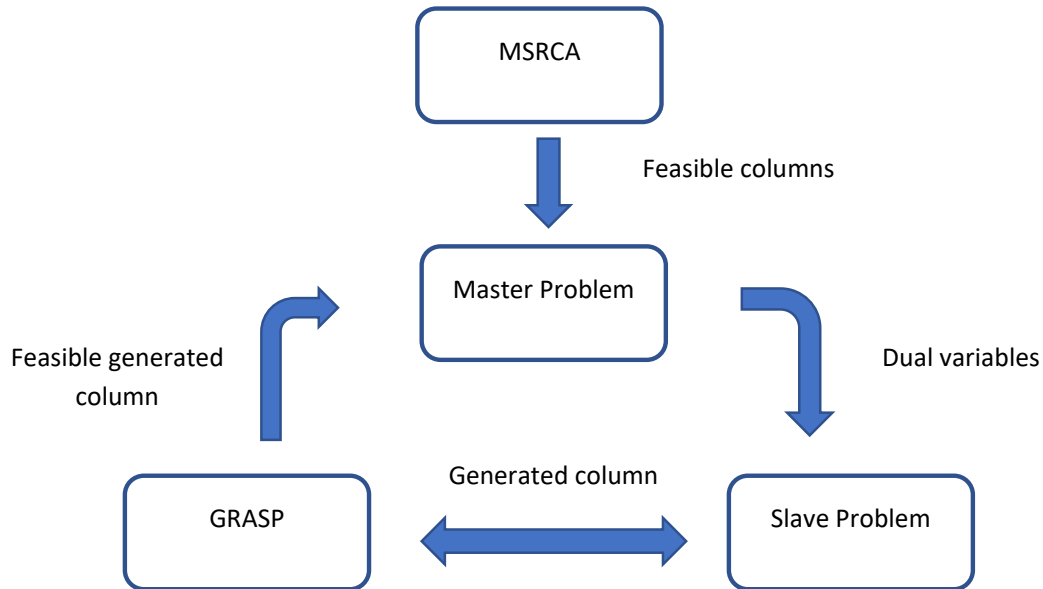 MSRCA
Feasible columns
Master Problem
Feasible generated
column
Dual variables
Generated column
GRASP
Slave Problem